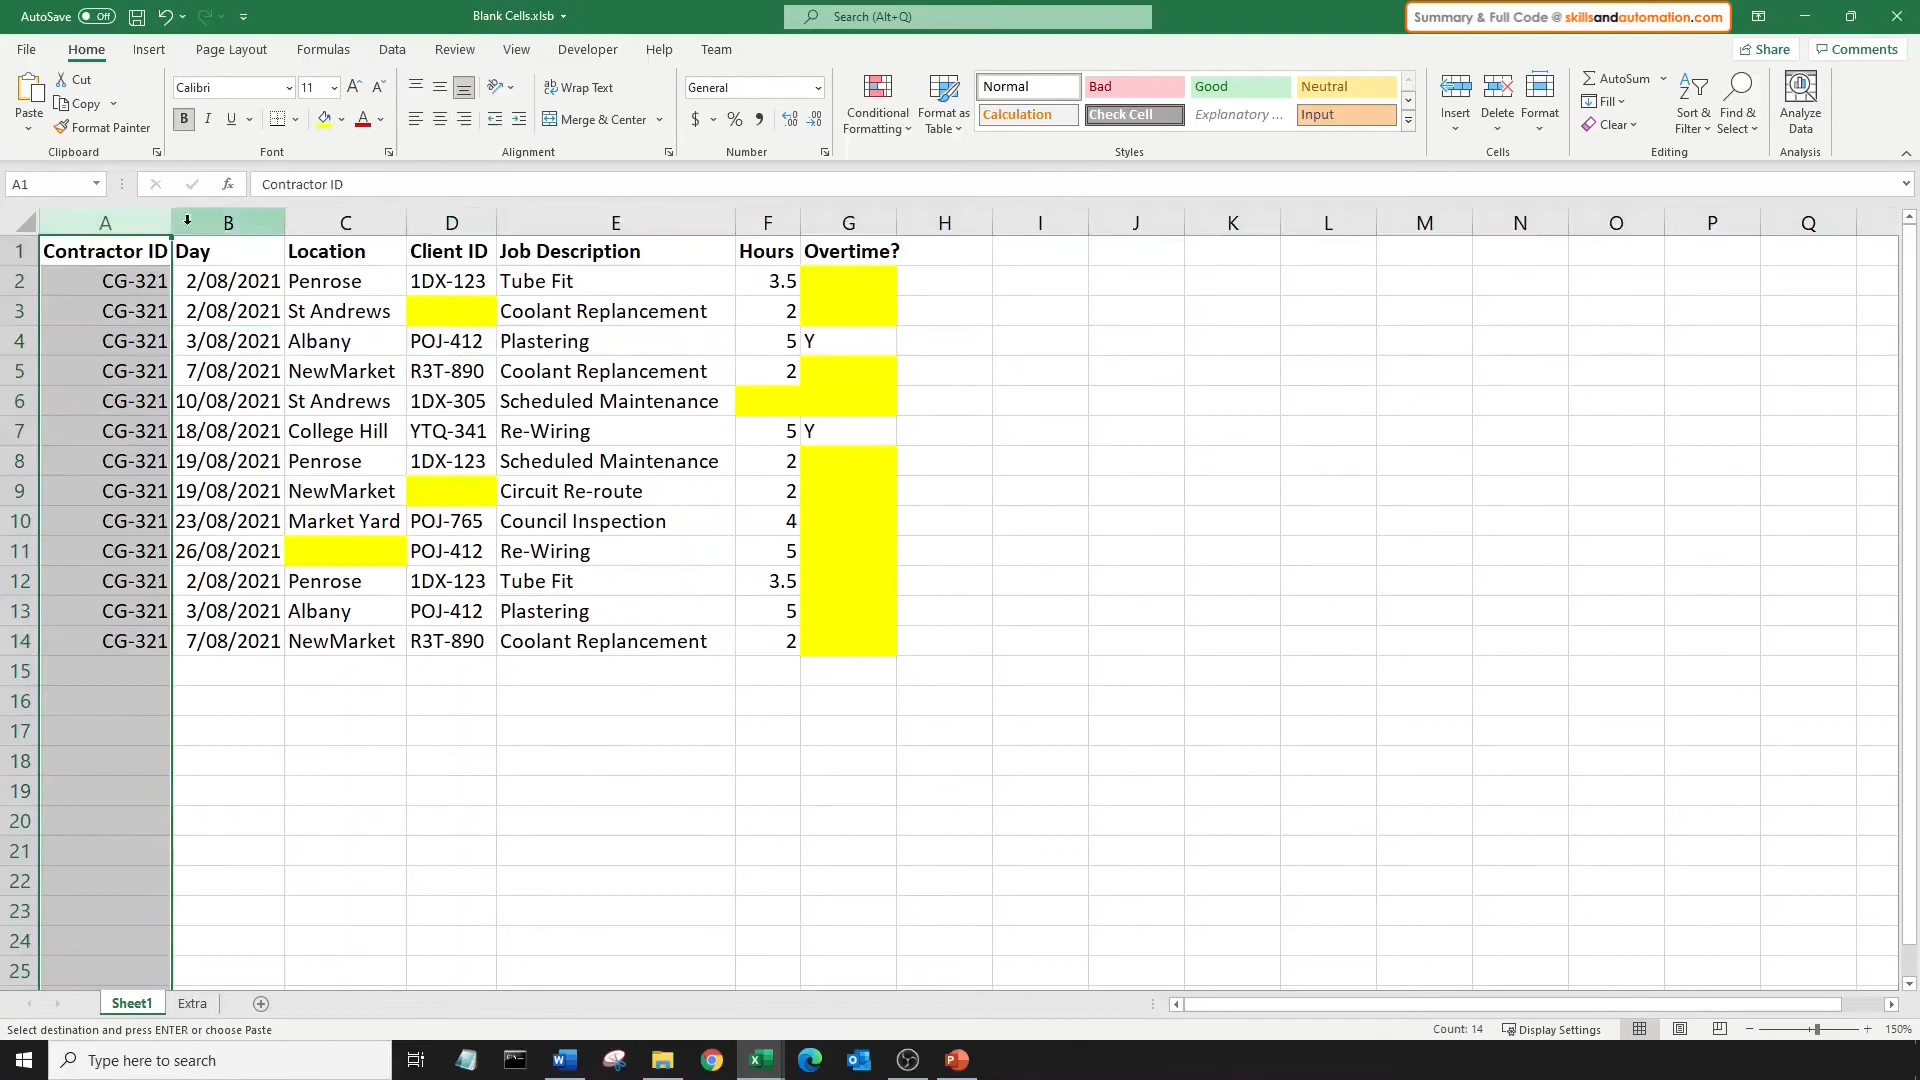 AutoSave Off Blank Cells.xlsb Search (Alt+Q) Summary & Full Code @ skillsandautomation.com
File Home Insert Page Layout Formulas Data Review View Developer Help Team Share Comments
Paste Cut Copy Format Painter
Clipboard
Calibri 11 A A
B I U A
Font
Wrap Text
Merge & Center
Alignment
General
$ % 9
Number
Conditional Formatting
Format as Table
Normal Bad Good Neutral
Calculation Check Cell Explanatory ... Input
Styles
Insert Delete Format
Cells
AutoSum
Fill
Clear
Sort & Filter
Find & Select
Editing
Analyze Data
Analysis
A1 fx Contractor ID
A B C D E F G H I J K L M N O P Q
1 Contractor ID Day Location Client ID Job Description Hours Overtime?
2 CG-321 2/08/2021 Penrose 1DX-123 Tube Fit 3.5
3 CG-321 2/08/2021 St Andrews Coolant Replancement 2
4 CG-321 3/08/2021 Albany POJ-412 Plastering 5 Y
5 CG-321 7/08/2021 NewMarket R3T-890 Coolant Replancement 2
6 CG-321 10/08/2021 St Andrews 1DX-305 Scheduled Maintenance
7 CG-321 18/08/2021 College Hill YTQ-341 Re-Wiring 5 Y
8 CG-321 19/08/2021 Penrose 1DX-123 Scheduled Maintenance 2
9 CG-321 19/08/2021 NewMarket Circuit Re-route 2
10 CG-321 23/08/2021 Market Yard POJ-765 Council Inspection 4
11 CG-321 26/08/2021 POJ-412 Re-Wiring 5
12 CG-321 2/08/2021 Penrose 1DX-123 Tube Fit 3.5
13 CG-321 3/08/2021 Albany POJ-412 Plastering 5
14 CG-321 7/08/2021 NewMarket R3T-890 Coolant Replancement 2
15
16
17
18
19
20
21
22
23
24
25
Sheet1 Extra
Select destination and press ENTER or choose Paste Count: 14 Display Settings 150%
Type here to search